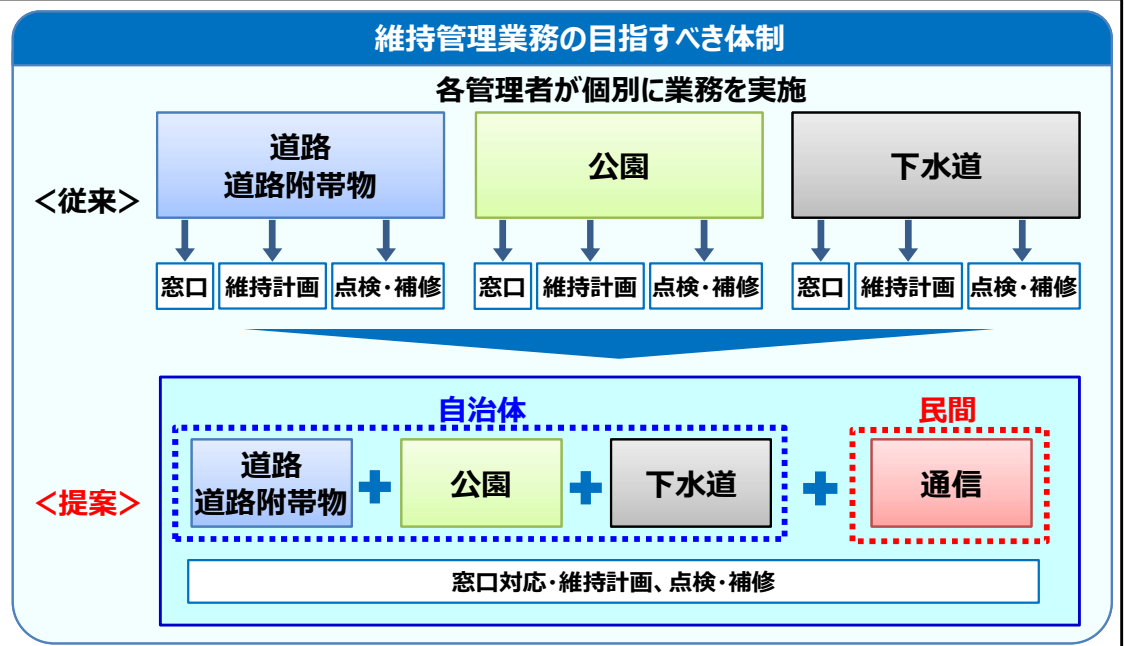 維持管理業務の目指すべき体制
各管理者が個別に業務を実施
<従来>
道路
道路附帯物
公園
下水道
窓口
維持計画
点検・補修
窓口
維持計画
点検・補修
窓口
維持計画
点検・補修
<提案>
自治体
民間
道路
道路附帯物
公園
下水道
通信
窓口対応・維持計画、点検・補修